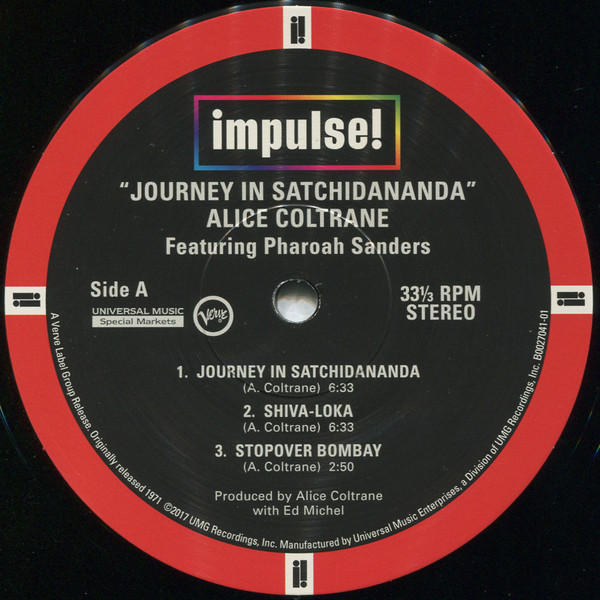 impulse!
"JOURNEY IN SATCHIDANANDA"
ALICE COLTRANE
Featuring Pharoah Sanders
Side A
UNIVERSAL MUSIC
Special Markets
Verve
33⅓ RPM
STEREO
1. JOURNEY IN SATCHIDANANDA
(A. Coltrane) 6:33
2. SHIVA-LOKA
(A. Coltrane) 6:33
3. STOPOVER BOMBAY
(A. Coltrane) 2:50
Produced by Alice Coltrane
with Ed Michel
A Verve Label Group Release. Originally released 1971 ©2017 UMG Recordings, Inc. Manufactured by Universal Music Enterprises, a Division of UMG Recordings, Inc. B0027041-01
i!
i!
i!
i!